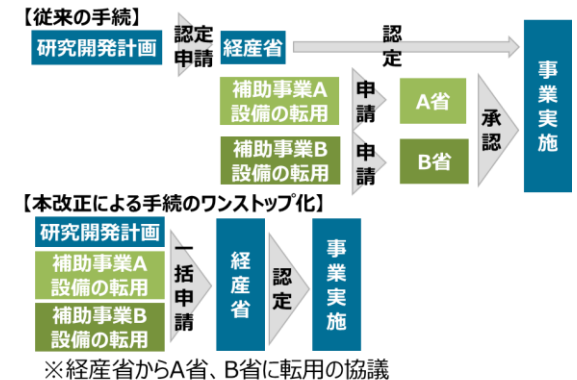 【従来の手続】
研究開発計画
認定
申請
経産省
認定
事業実施
補助事業A
設備の転用
申請
A省
承認
補助事業B
設備の転用
申請
B省
【本改正による手続のワンストップ化】
研究開発計画
補助事業A
設備の転用
補助事業B
設備の転用
一括申請
経産省
認定
事業実施
※経産省からA省、B省に転用の協議